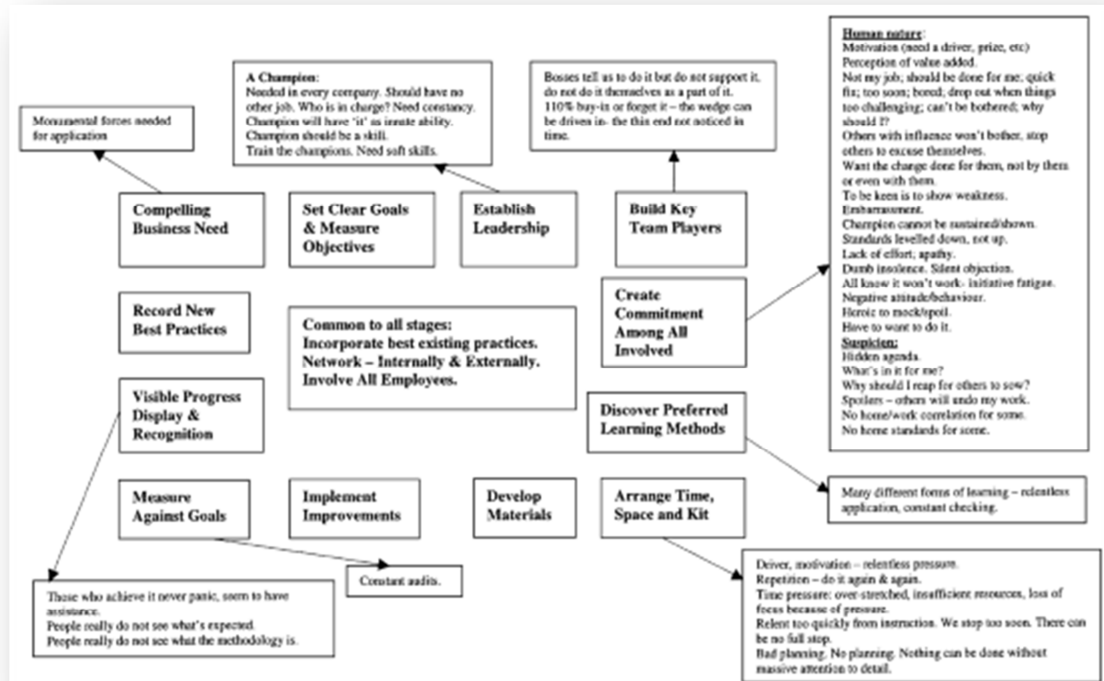 Monumental forces needed
for application
A Champion:
Needed in every company. Should have no
other job. Who is in charge? Need constancy.
Champion will have 'it' as innate ability.
Champion should be a skill.
Train the champions. Need soft skills.
Bosses tell us to do it but do not support it,
do not do it themselves as a part of it.
110% buy-in or forget it – the wedge can
be driven in- the thin end not noticed in
time.
Human nature:
Motivation (need a driver, prize, etc)
Perception of value added.
Not my job; should be done for me; quick
fix; too soon; bored; drop out when things
too challenging; can't be bothered; why
should I?
Others with influence won't bother, stop
others to excuse themselves.
Want the change done for them, not by them
or even with them.
To be keen is to show weakness.
Embarrassment.
Champion cannot be sustained/shown.
Standards levelled down, not up.
Lack of effort; apathy.
Dumb insolence. Silent objection.
All know it won't work- initiative fatigue.
Negative attitude/behaviour.
Heroic to mock/spoil.
Have to want to do it.
Suspicion:
Hidden agenda.
What's in it for me?
Why should I reap for others to sow?
Spoilers – others will undo my work.
No home/work correlation for some.
No home standards for some.
Compelling
Business Need
Set Clear Goals
& Measure
Objectives
Establish
Leadership
Build Key
Team Players
Record New
Best Practices
Common to all stages:
Incorporate best existing practices.
Network – Internally & Externally.
Involve All Employees.
Create
Commitment
Among All
Involved
Visible Progress
Display &
Recognition
Discover Preferred
Learning Methods
Measure
Against Goals
Implement
Improvements
Develop
Materials
Arrange Time,
Space and Kit
Many different forms of learning – relentless
application, constant checking.
Constant audits.
Those who achieve it never panic, seem to have
assistance.
People really do not see what's expected.
People really do not see what the methodology is.
Driver, motivation – relentless pressure.
Repetition – do it again & again.
Time pressure: over-stretched, insufficient resources, loss of
focus because of pressure.
Relent too quickly from instruction. We stop too soon. There can
be no full stop.
Bad planning. No planning. Nothing can be done without
massive attention to detail.